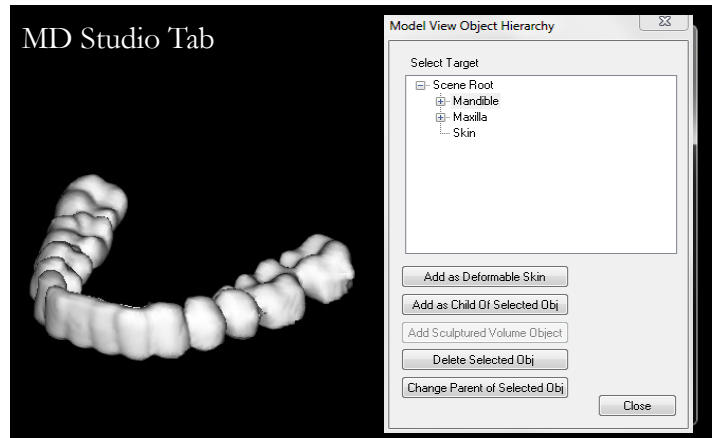 MD Studio Tab
Model View Object Hierarchy
Select Target
Scene Root
Mandible
Maxilla
Skin
Add as Deformable Skin
Add as Child Of Selected Obj
Add Sculptured Volume Object
Delete Selected Obj
Change Parent of Selected Obj
Close